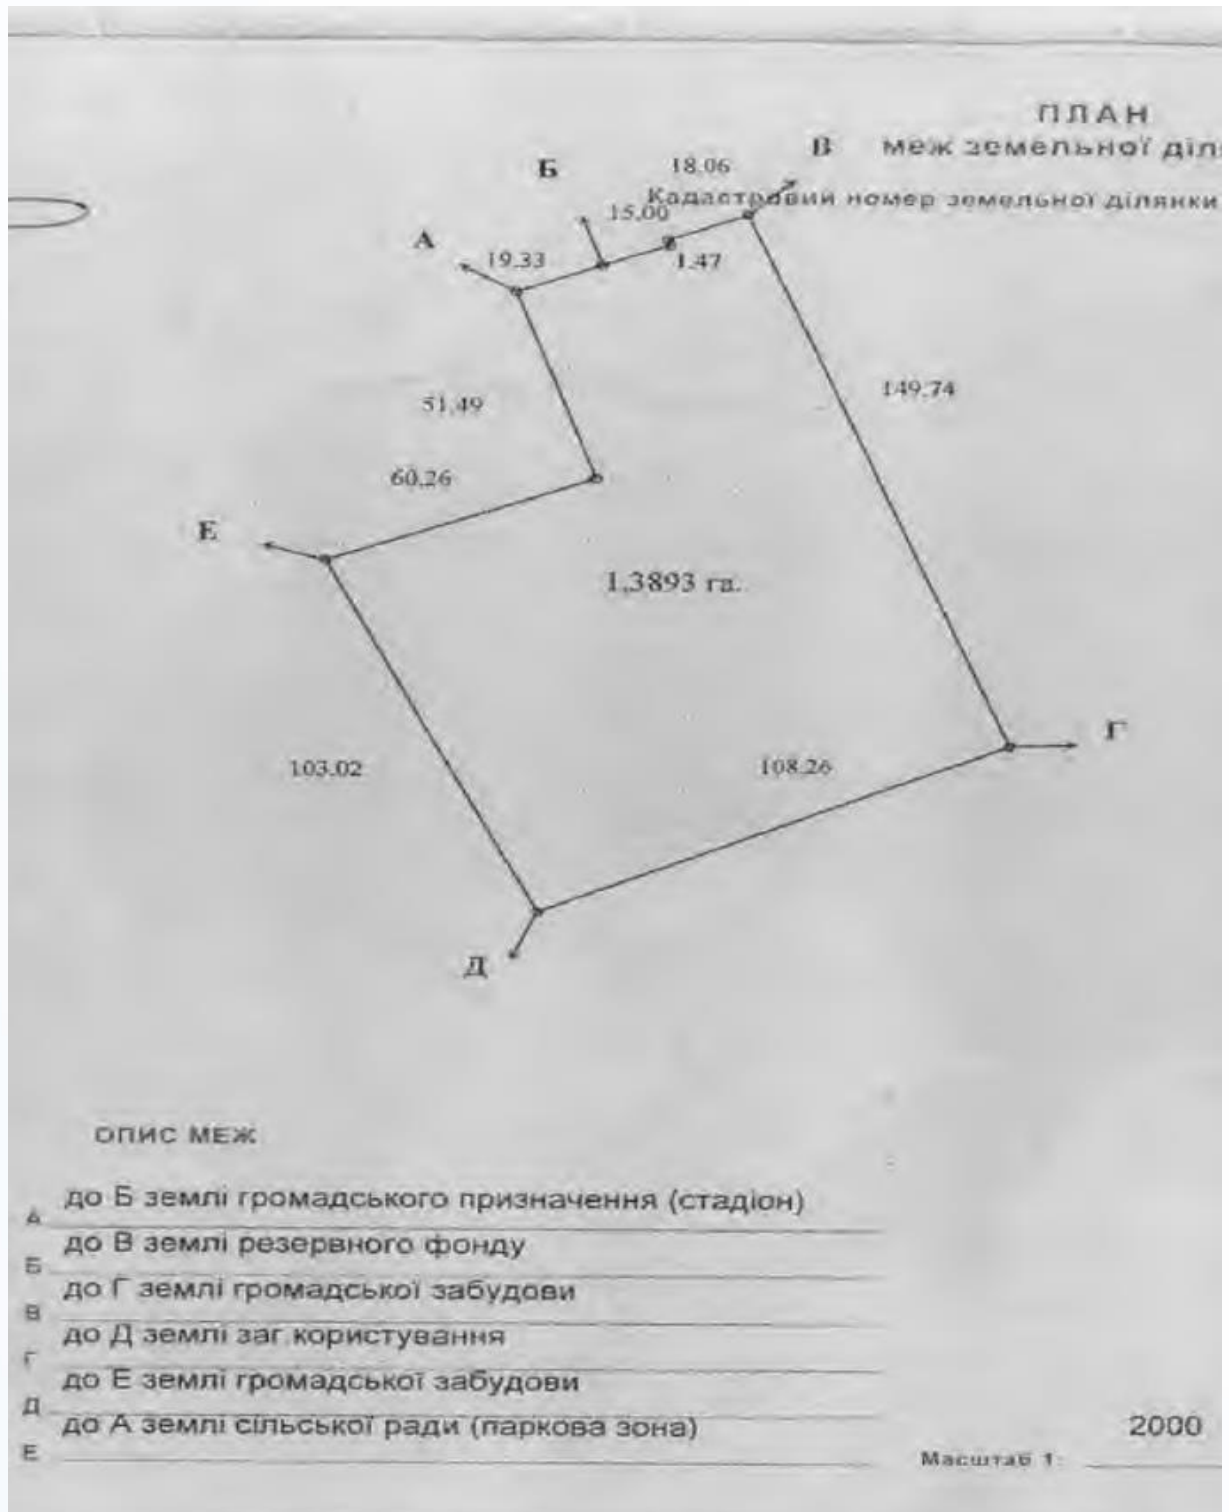 ПЛАН
В
меж земельної діл
18.06
Б
Кадастровий номер земельної ділянки
15,00
А
19.33
1.47
149.74
51,49
60,26
Е
1,3893 га.
Г
103.02
108.26
Д
ОПИС МЕЖ
А до Б землі громадського призначення (стадіон)
Б до В землі резервного фонду
В до Г землі громадської забудови
Г до Д землі заг.користування
Д до Е землі громадської забудови
Е до А землі сільської ради (паркова зона)
2000
Масштаб 1: